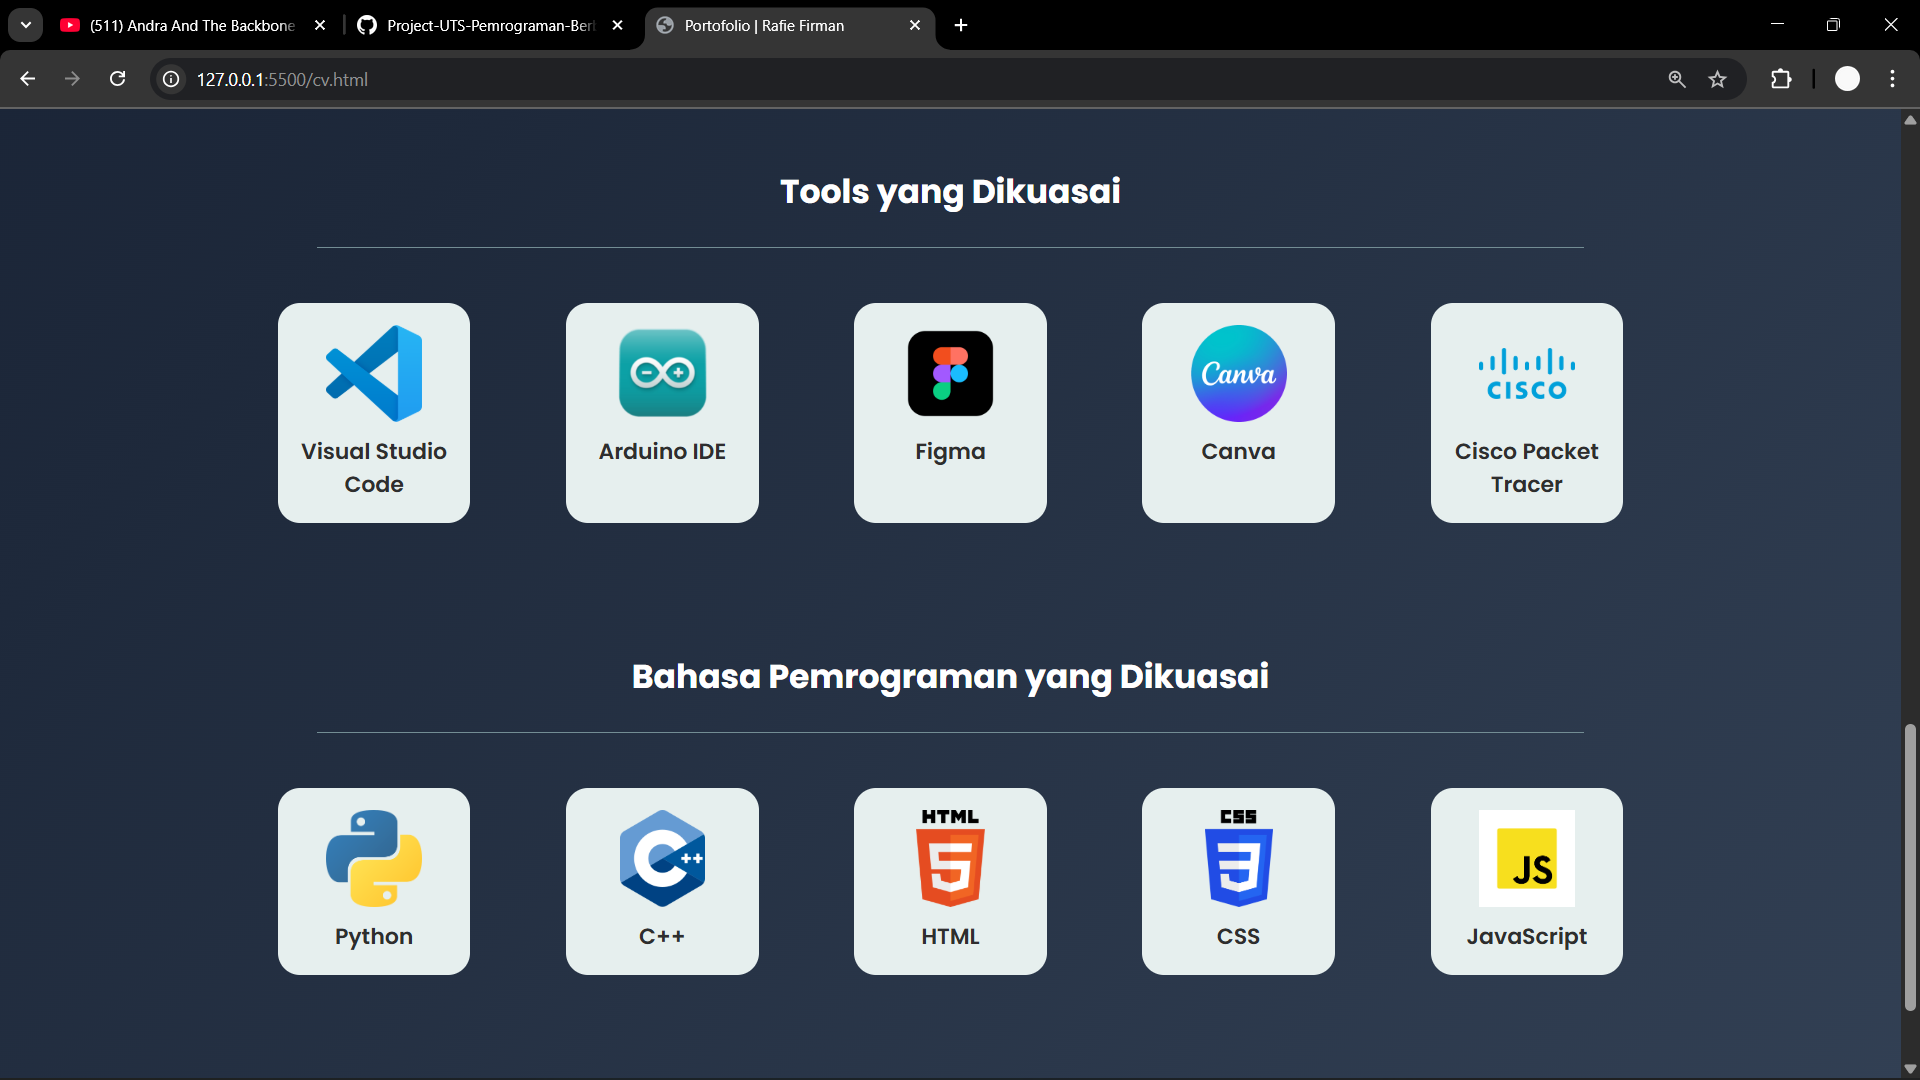 (511) Andra And The Backbone
Project-UTS-Pemrograman-Ber
Portofolio | Rafie Firman
127.0.0.1:5500/cv.html
Tools yang Dikuasai
Canva
CISCO
Visual Studio
Code
Arduino IDE
Figma
Canva
Cisco Packet
Tracer
Bahasa Pemrograman yang Dikuasai
C++
HTML
5
CSS
3
JS
Python
C++
HTML
CSS
JavaScript